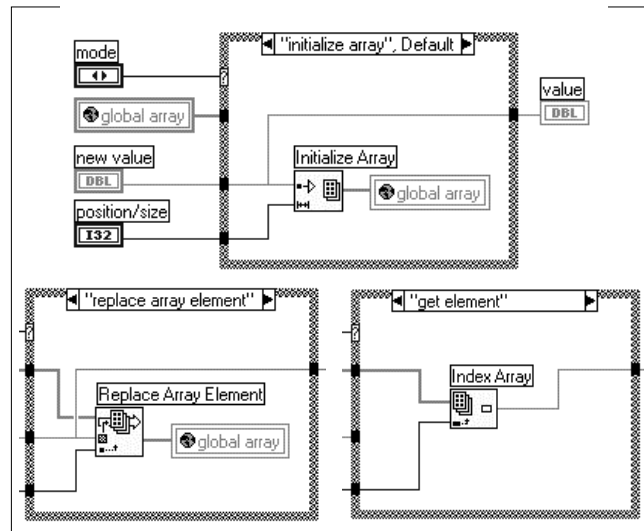 mode
"initialize array", Default
?
global array
value
DBL
new value
DBL
Initialize Array
global array
position/size
I32
"replace array element"
?
Replace Array Element
global array
"get element"
?
Index Array